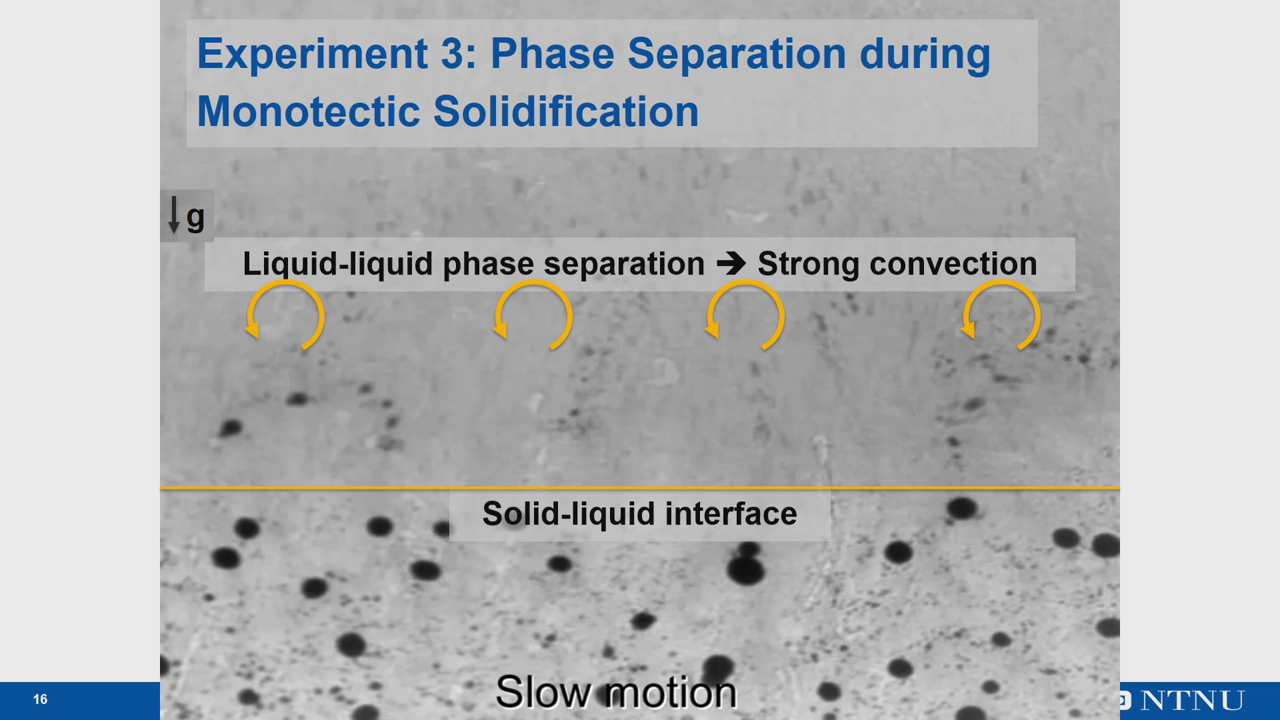 Experiment 3: Phase Separation during
Monotectic Solidification
↓g
Liquid-liquid phase separation ➔ Strong convection
Solid-liquid interface
Slow motion
16
NTNU